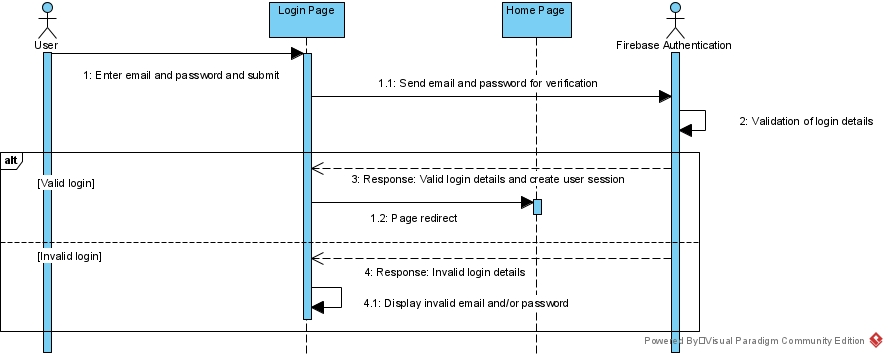 Login Page
Home Page
User
Firebase Authentication
1: Enter email and password and submit
1.1: Send email and password for verification
2: Validation of login details
alt
[Valid login]
3: Response: Valid login details and create user session
1.2: Page redirect
[Invalid login]
4: Response: Invalid login details
4.1: Display invalid email and/or password
Powered By□Visual Paradigm Community Edition